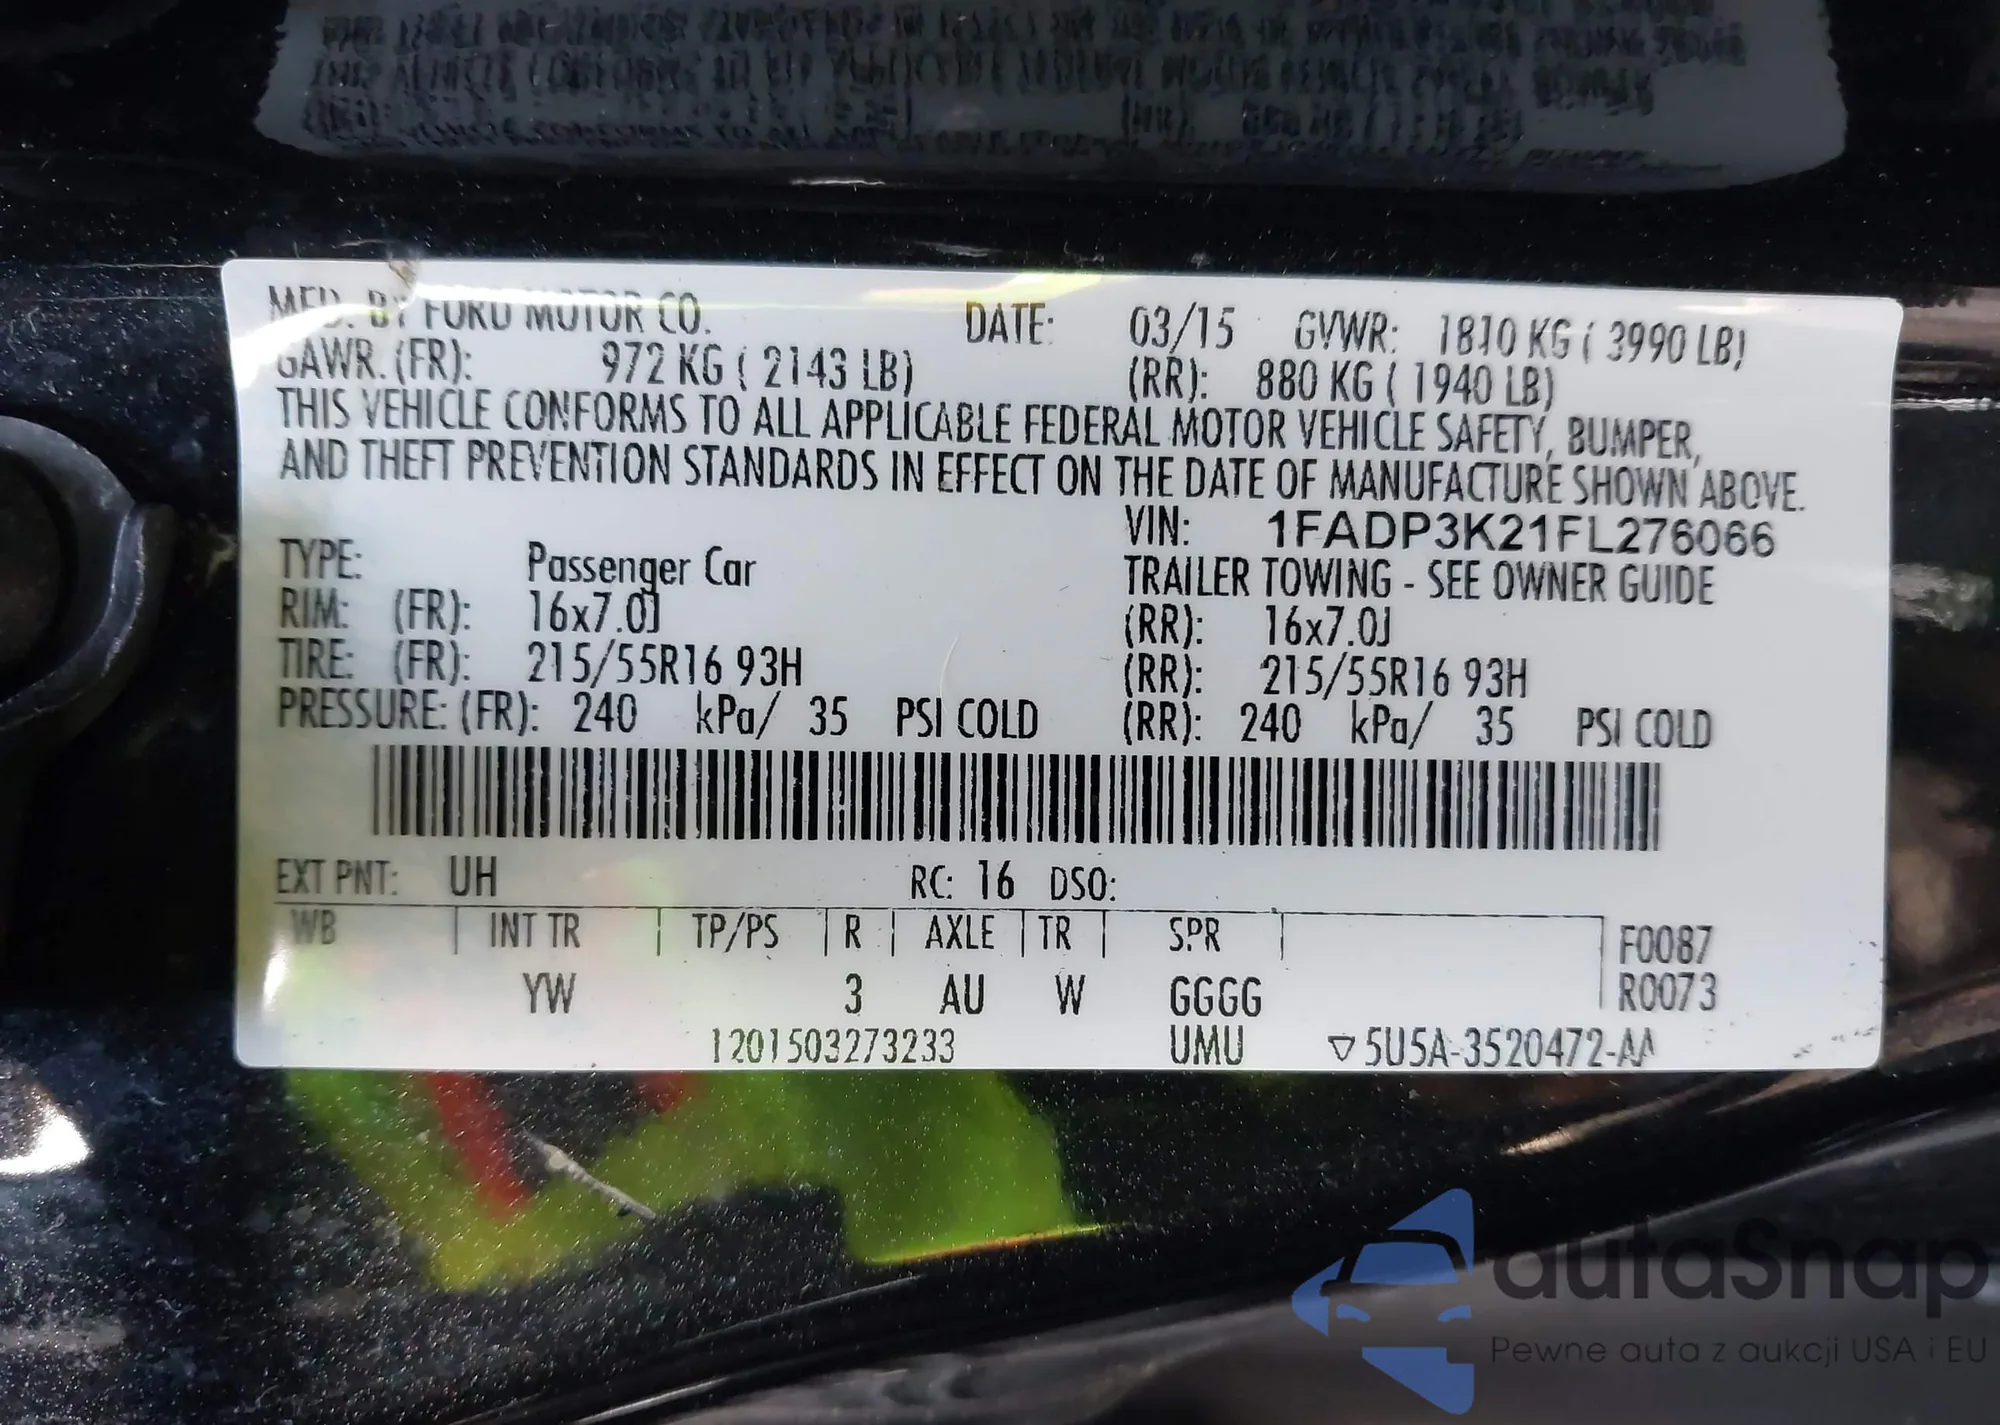 MFD. BY FORD MOTOR CO. DATE: 03/15 GVWR: 1810 KG ( 3990 LB)
GAWR. (FR): 972 KG ( 2143 LB) (RR): 880 KG ( 1940 LB)
THIS VEHICLE CONFORMS TO ALL APPLICABLE FEDERAL MOTOR VEHICLE SAFETY, BUMPER,
AND THEFT PREVENTION STANDARDS IN EFFECT ON THE DATE OF MANUFACTURE SHOWN ABOVE.
VIN: 1FADP3K21FL276066
TYPE: Passenger Car TRAILER TOWING - SEE OWNER GUIDE
RIM: (FR): 16x7.0J (RR): 16x7.0J
TIRE: (FR): 215/55R16 93H (RR): 215/55R16 93H
PRESSURE: (FR): 240 kPa/ 35 PSI COLD (RR): 240 kPa/ 35 PSI COLD
EXT PNT: UH RC: 16 DSO:
WB INT TR TP/PS R AXLE TR SPR F0087
YW 3 AU W GGGG R0073
1201503273233 UMU ▽5U5A-3520472-AA
autaSnap
Pewne auta z aukcji USA i EU